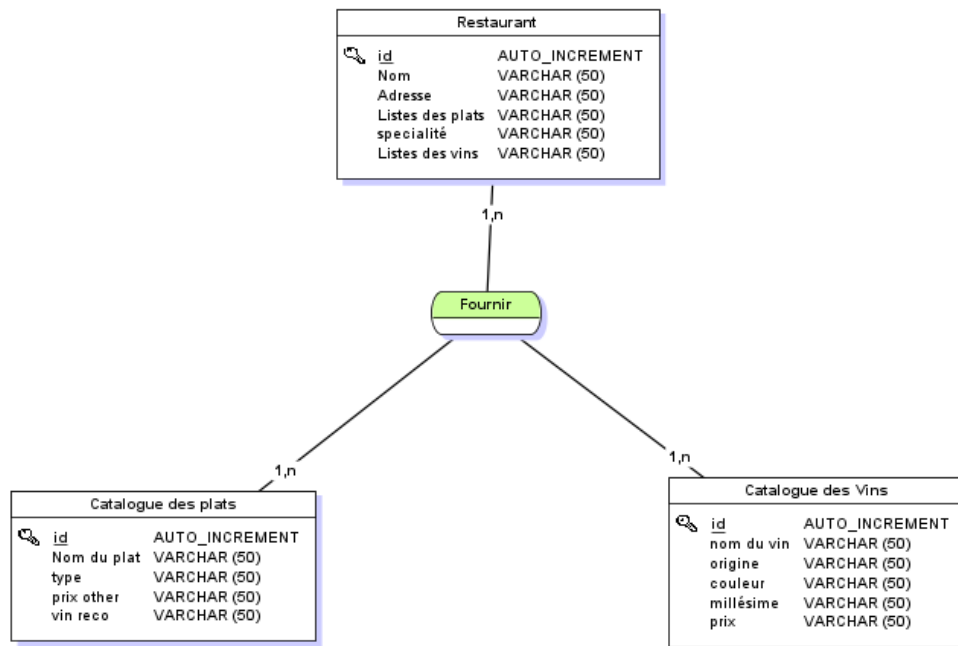 Restaurant
id AUTO_INCREMENT
Nom VARCHAR (50)
Adresse VARCHAR (50)
Listes des plats VARCHAR (50)
specialité VARCHAR (50)
Listes des vins VARCHAR (50)
1,n
Fournir
1,n
1,n
Catalogue des plats
id AUTO_INCREMENT
Nom du plat VARCHAR (50)
type VARCHAR (50)
prix other VARCHAR (50)
vin reco VARCHAR (50)
Catalogue des Vins
id AUTO_INCREMENT
nom du vin VARCHAR (50)
origine VARCHAR (50)
couleur VARCHAR (50)
millésime VARCHAR (50)
prix VARCHAR (50)